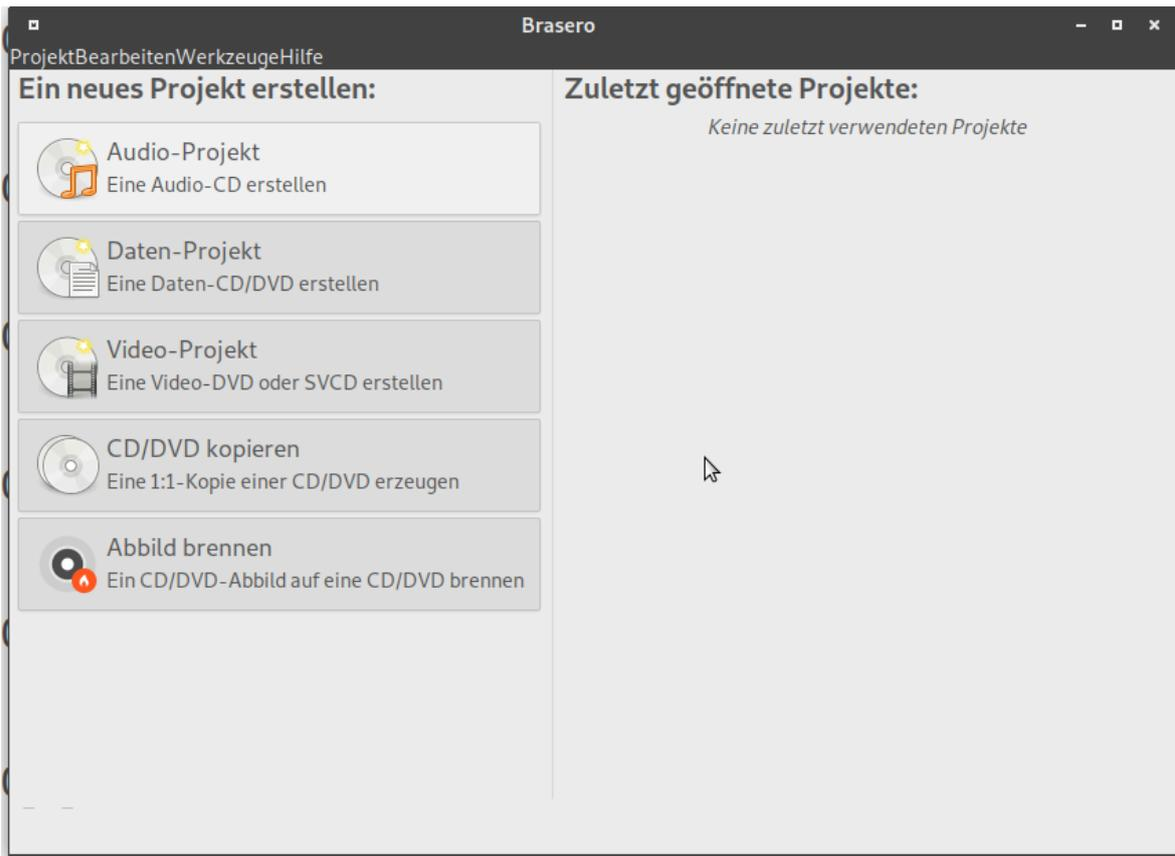 Brasero
ProjektBearbeitenWerkzeugeHilfe
Ein neues Projekt erstellen:
Audio-Projekt
Eine Audio-CD erstellen
Daten-Projekt
Eine Daten-CD/DVD erstellen
Video-Projekt
Eine Video-DVD oder SVCD erstellen
CD/DVD kopieren
Eine 1:1-Kopie einer CD/DVD erzeugen
Abbild brennen
Ein CD/DVD-Abbild auf eine CD/DVD brennen
Zuletzt geöffnete Projekte:
Keine zuletzt verwendeten Projekte